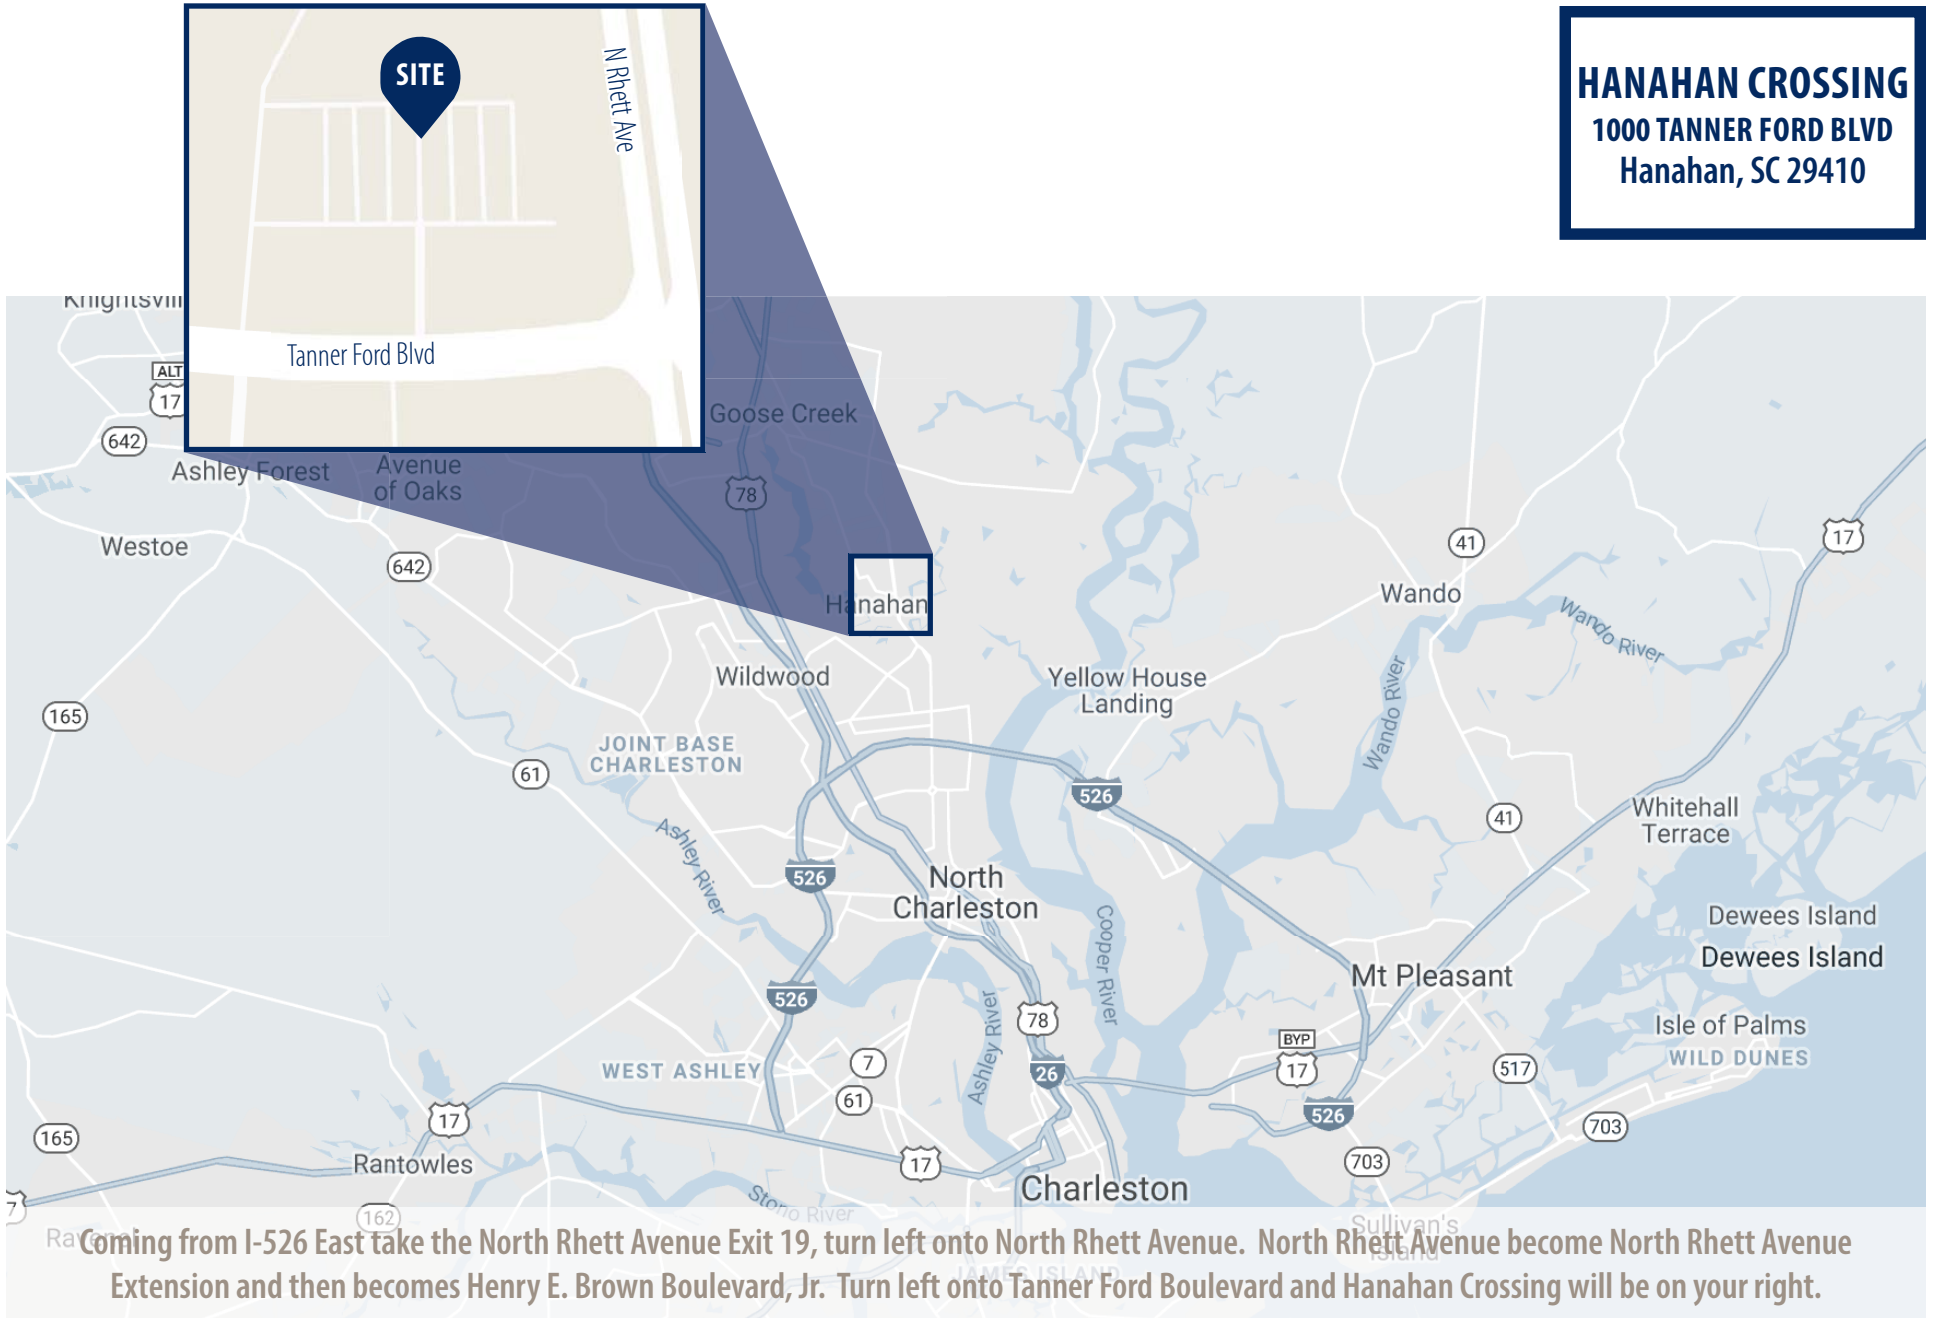 SITE
N Rhett Ave
Tanner Ford Blvd
HANAHAN CROSSING
1000 TANNER FORD BLVD
Hanahan, SC 29410
ALT
17
642
Goose Creek
Ashley Forest
Avenue
of Oaks
78
Westoe
642
41
17
Hanahan
Wando
Wando River
Wildwood
Yellow House
Landing
Wando River
165
JOINT BASE
CHARLESTON
61
526
Whitehall
Terrace
41
Ashley River
526
North
Charleston
Cooper River
Dewees Island
Dewees Island
Mt Pleasant
526
Ashley River
78
Isle of Palms
WILD DUNES
BYP
17
517
WEST ASHLEY
7
26
61
526
17
703
165
Rantowles
17
703
Charleston
7
162
Stono River
Sullivan's
Island
JAMES ISLAND
Coming from I-526 East take the North Rhett Avenue Exit 19, turn left onto North Rhett Avenue.  North Rhett Avenue become North Rhett Avenue
Extension and then becomes Henry E. Brown Boulevard, Jr.  Turn left onto Tanner Ford Boulevard and Hanahan Crossing will be on your right.